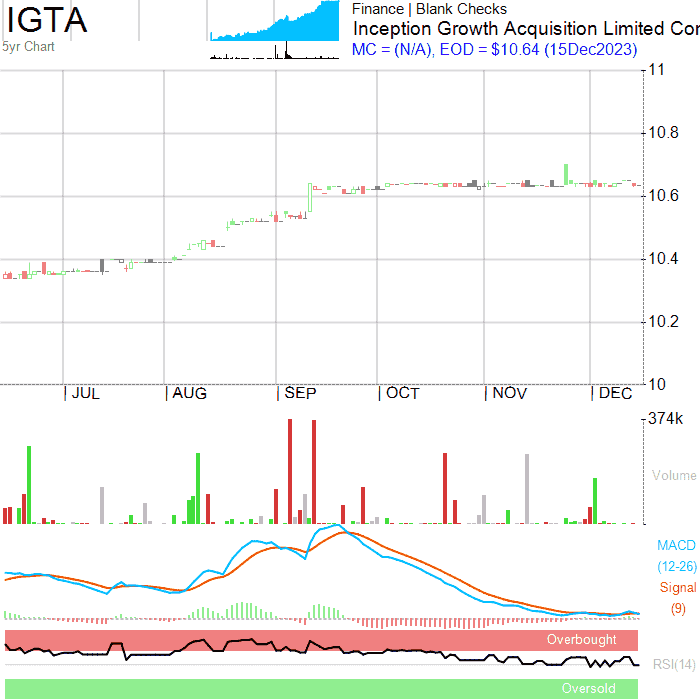 IGTA
5yr Chart
Finance | Blank Checks
Inception Growth Acquisition Limited Cor
MC = (N/A), EOD = $10.64 (15Dec2023)
11
10.8
10.6
10.4
10.2
10
| JUL | AUG | SEP | OCT | NOV | DEC
374k
Volume
MACD
(12-26)
Signal
(9)
Overbought
RSI(14)
Oversold